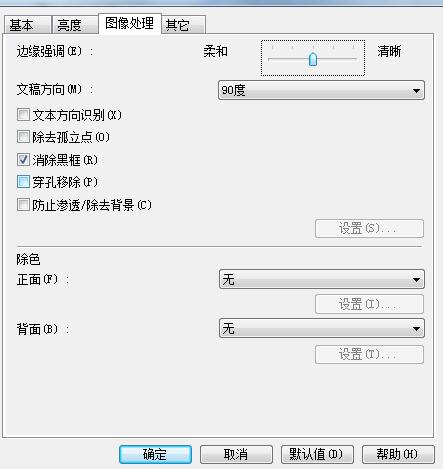 基本 亮度 图像处理 其它
边缘强调(E) : 柔和 清晰
文稿方向(M) : 90度
文本方向识别(X)
除去孤立点(O)
消除黑框(R)
穿孔移除(P)
防止渗透/除去背景(C)
设置(S)...
除色
正面(F) : 无
设置(I)...
背面(B) : 无
设置(T)...
确定 取消 默认值(D) 帮助(H)